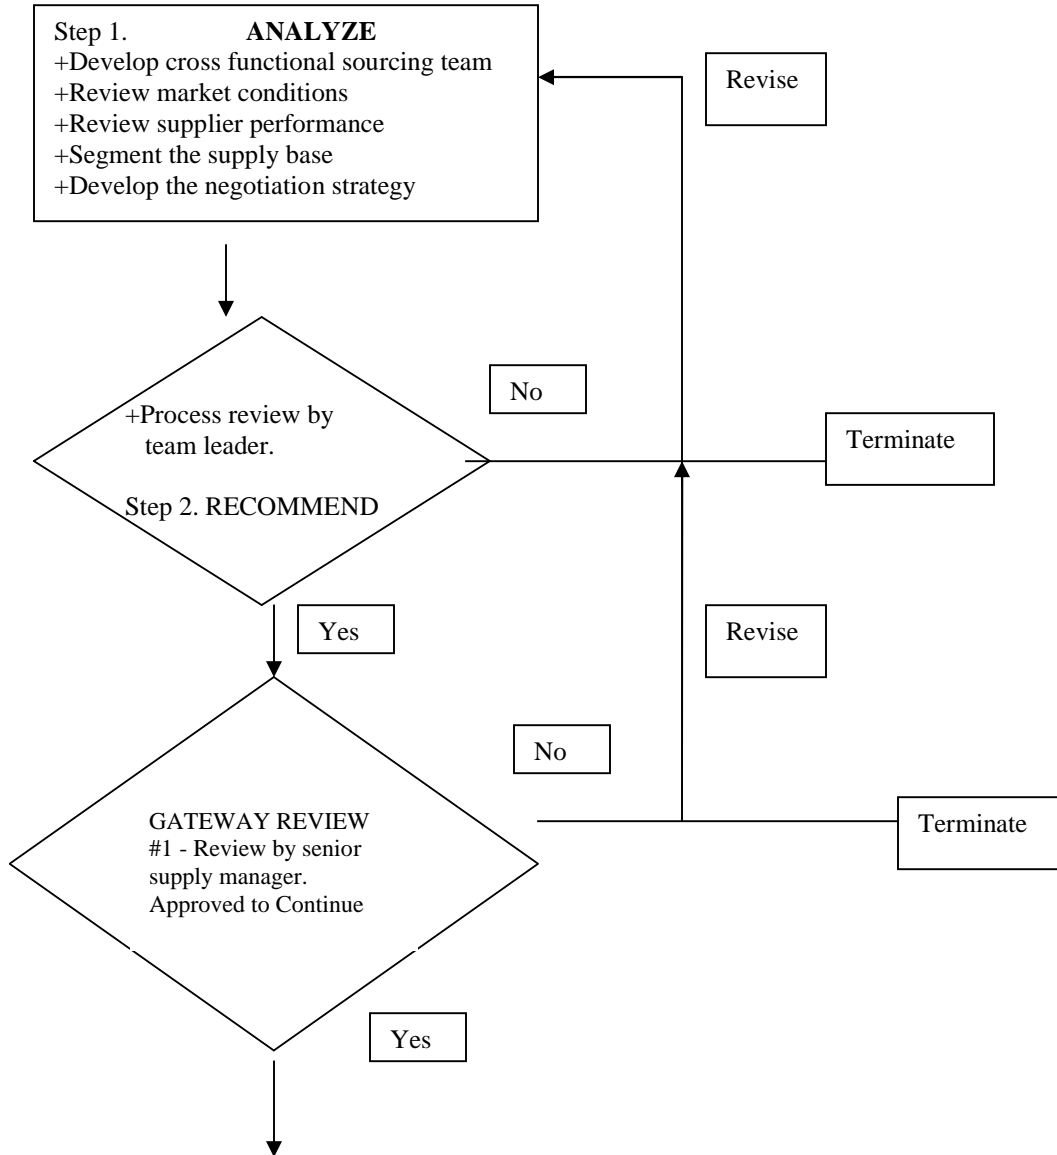 Step 1. ANALYZE
+Develop cross functional sourcing team
+Review market conditions
+Review supplier performance
+Segment the supply base
+Develop the negotiation strategy
Revise
No
+Process review by
team leader.
Terminate
Step 2. RECOMMEND
Yes
Revise
No
GATEWAY REVIEW
#1 - Review by senior
supply manager.
Approved to Continue
Terminate
Yes